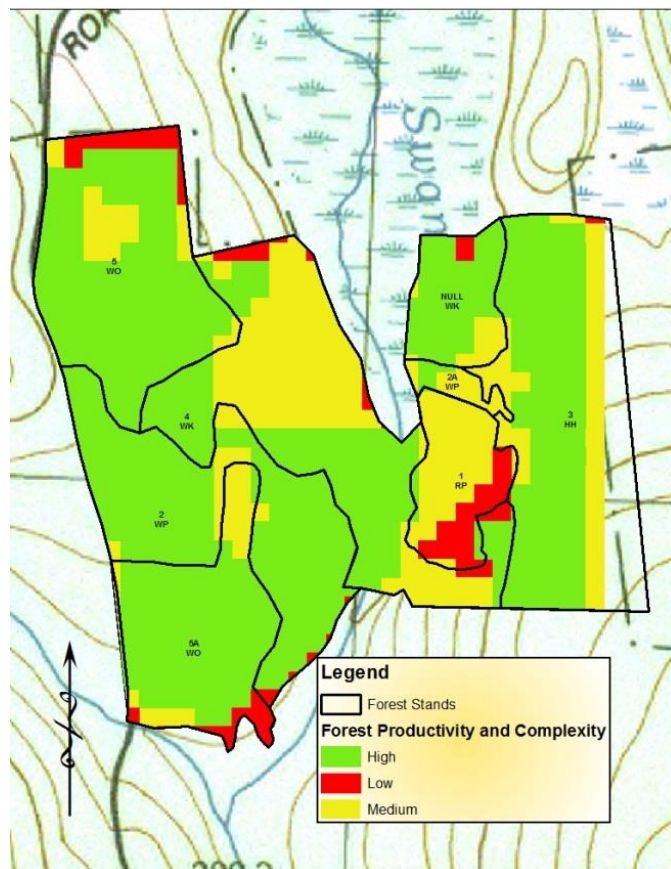 ROA
Swan
5
WO
NULL
WK
2A
WP
4
WK
3
HH
1
RP
2
WP
5A
WO
Legend
Forest Stands
Forest Productivity and Complexity
High
Low
Medium